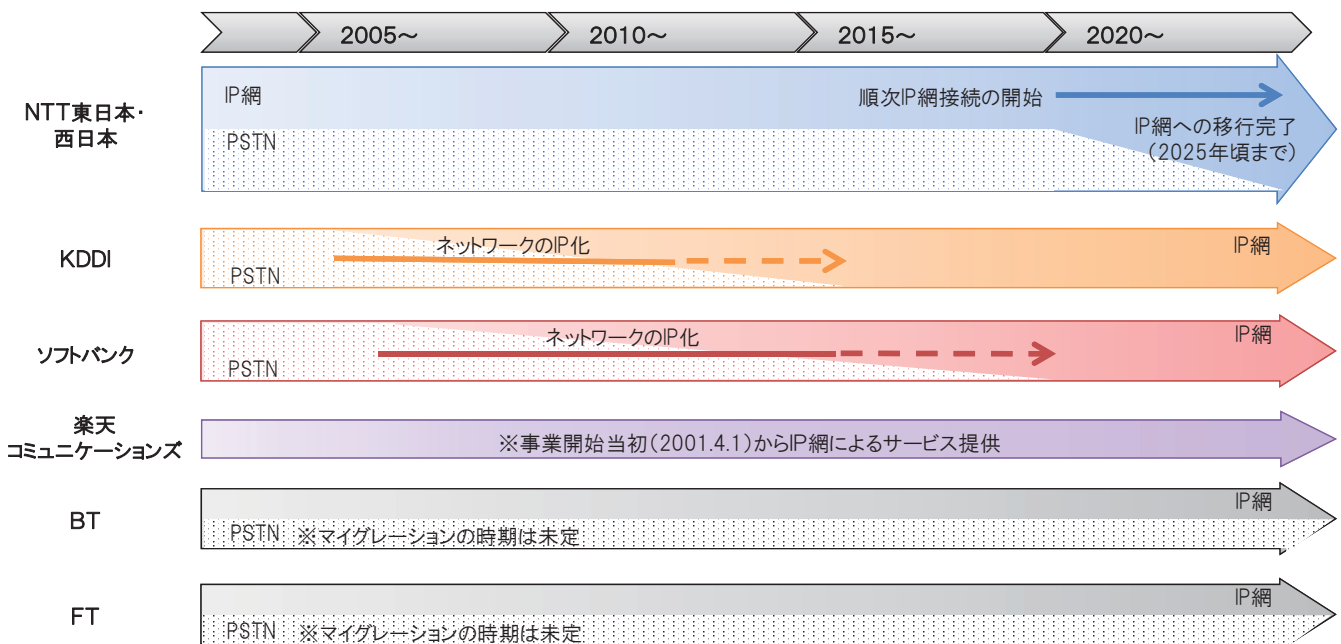 2005～
2010～
2015～
2020～
NTT東日本・
西日本
IP網
PSTN
順次IP網接続の開始
IP網への移行完了
(2025年頃まで)
KDDI
ネットワークのIP化
PSTN
IP網
ソフトバンク
ネットワークのIP化
PSTN
IP網
楽天
コミュニケーションズ
※事業開始当初(2001.4.1)からIP網によるサービス提供
BT
IP網
PSTN ※マイグレーションの時期は未定
FT
IP網
PSTN ※マイグレーションの時期は未定